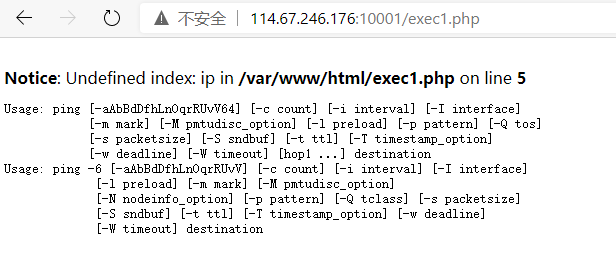 不安全 114.67.246.176:10001/exec1.php
Notice: Undefined index: ip in /var/www/html/exec1.php on line 5
Usage: ping [-aAbBdDfhLnOqrRUvV64] [-c count] [-i interval] [-I interface]
[-m mark] [-M pmtudisc_option] [-l preload] [-p pattern] [-Q tos]
[-s packetsize] [-S sndbuf] [-t ttl] [-T timestamp_option]
[-w deadline] [-W timeout] [hop1 ...] destination
Usage: ping -6 [-aAbBdDfhLnOqrRUvV] [-c count] [-i interval] [-I interface]
[-l preload] [-m mark] [-M pmtudisc_option]
[-N nodeinfo_option] [-p pattern] [-Q tclass] [-s packetsize]
[-S sndbuf] [-t ttl] [-T timestamp_option] [-w deadline]
[-W timeout] destination